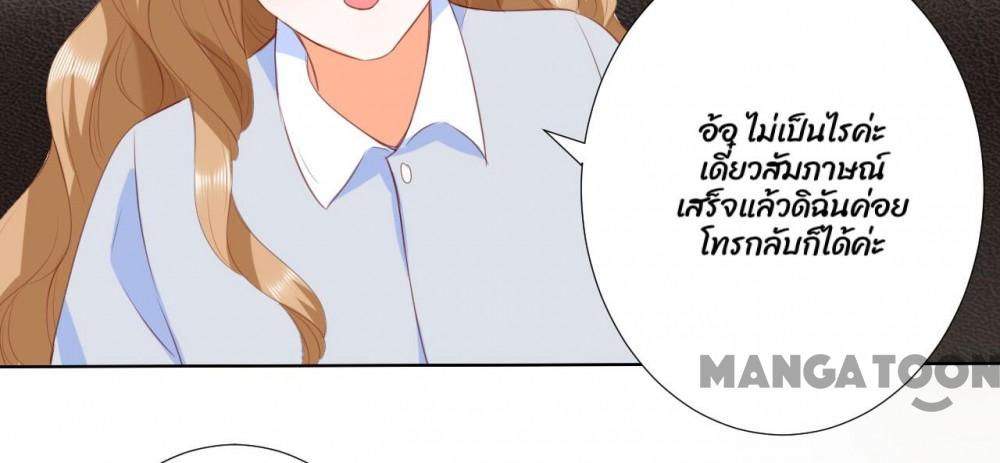 อ้อ ไม่เป็นไรค่ะ
เดี๋ยวสัมภาษณ์
เสร็จแล้วดิฉันค่อย
โทรกลับก็ได้ค่ะ
MANGATOON